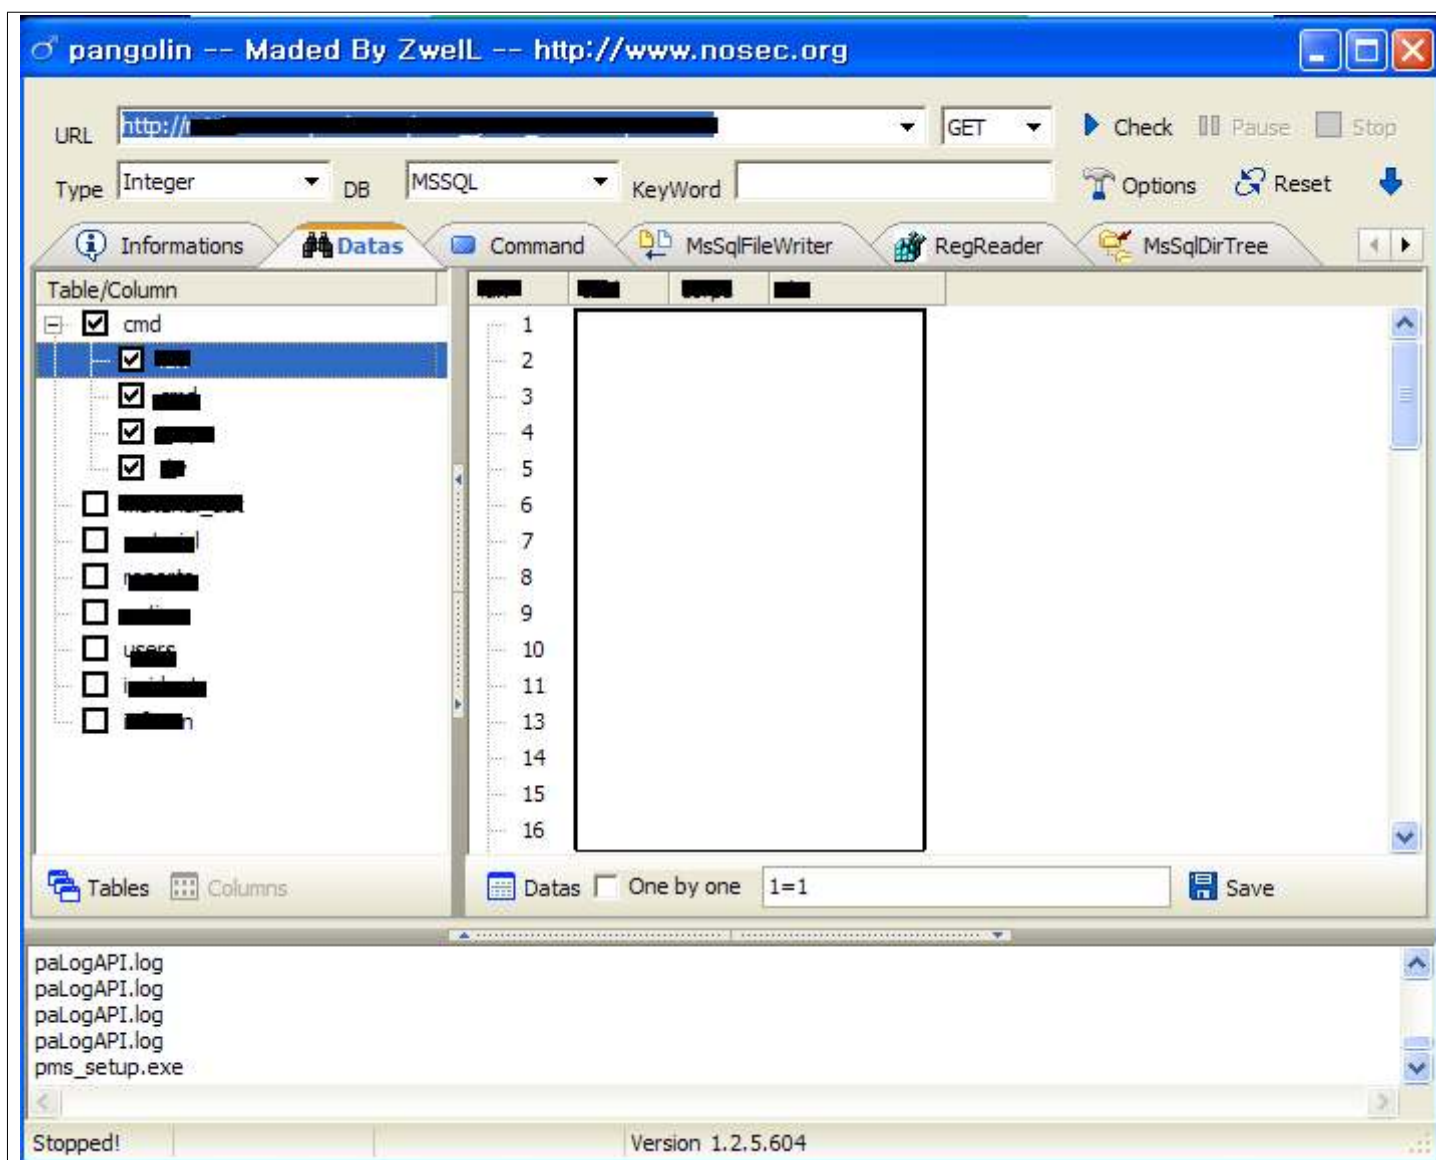 pangolin -- Maded By ZwelL -- http://www.nosec.org
URL http:// GET Check Pause Stop
Type Integer DB MSSQL KeyWord Options Reset
Informations Datas Command MsSqlFileWriter RegReader MsSqlDirTree
Table/Column
cmd
users
1
2
3
4
5
6
7
8
9
10
11
13
14
15
16
Tables Columns Datas One by one 1=1 Save
paLogAPI.log
paLogAPI.log
paLogAPI.log
paLogAPI.log
pms_setup.exe
Stopped! Version 1.2.5.604